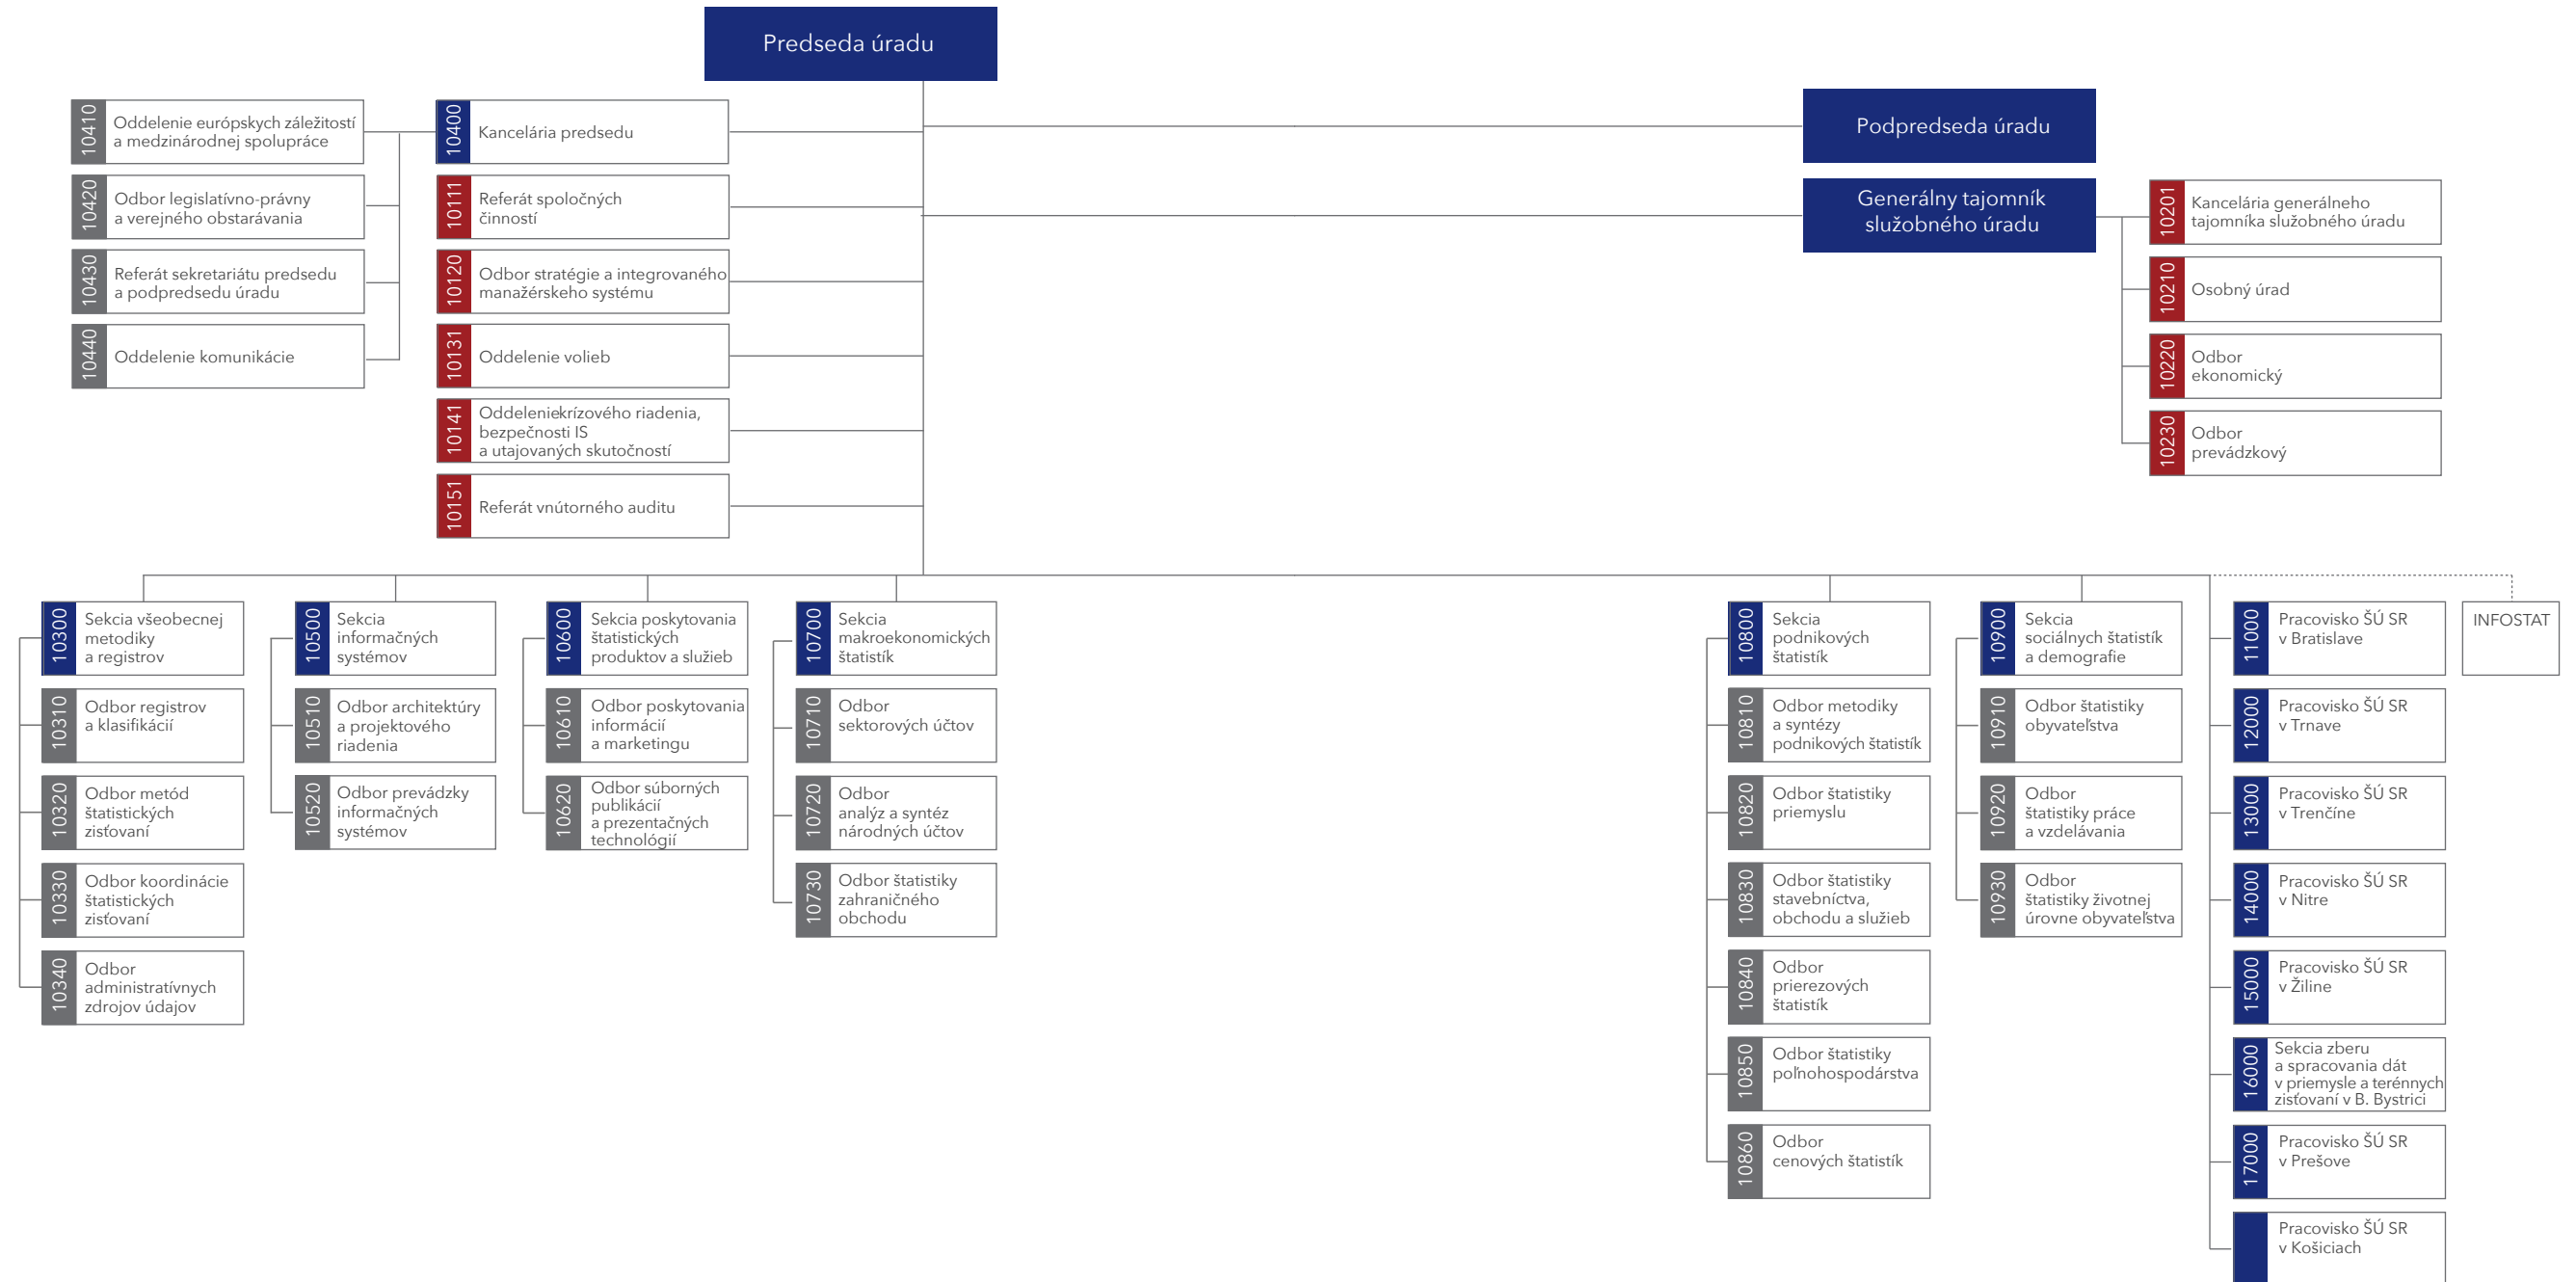 Predseda úradu
Podpredseda úradu
Generálny tajomník
služobného úradu
10410
Oddelenie európskych záležitostí
a medzinárodnej spolupráce
10420
Odbor legislatívno-právny
a verejného obstarávania
10430
Referát sekretariátu predsedu
a podpredsedu úradu
10440
Oddelenie komunikácie
10400
Kancelária predsedu
10111
Referát spoločných
činností
10120
Odbor stratégie a integrovaného
manažérskeho systému
10131
Oddelenie volieb
10141
Oddeleniekrízového riadenia,
bezpečnosti IS
a utajovaných skutočností
10151
Referát vnútorného auditu
10201
Kancelária generálneho
tajomníka služobného úradu
10210
Osobný úrad
10220
Odbor
ekonomický
10230
Odbor
prevádzkový
10300
Sekcia všeobecnej
metodiky
a registrov
10310
Odbor registrov
a klasifikácií
10320
Odbor metód
štatistických
zisťovaní
10330
Odbor koordinácie
štatistických
zisťovaní
10340
Odbor
administratívnych
zdrojov údajov
10500
Sekcia
informačných
systémov
10510
Odbor architektúry
a projektového
riadenia
10520
Odbor prevádzky
informačných
systémov
10600
Sekcia poskytovania
štatistických
produktov a služieb
10610
Odbor poskytovania
informácií
a marketingu
10620
Odbor súborných
publikácií
a prezentačných
technológií
10700
Sekcia
makroekonomických
štatistík
10710
Odbor
sektorových účtov
10720
Odbor
analýz a syntéz
národných účtov
10730
Odbor štatistiky
zahraničného
obchodu
10800
Sekcia
podnikových
štatistík
10810
Odbor metodiky
a syntézy
podnikových štatistík
10820
Odbor štatistiky
priemyslu
10830
Odbor štatistiky
stavebníctva,
obchodu a služieb
10840
Odbor
prierezových
štatistík
10850
Odbor štatistiky
poľnohospodárstva
10860
Odbor
cenových štatistík
10900
Sekcia
sociálnych štatistík
a demografie
10910
Odbor štatistiky
obyvateľstva
10920
Odbor
štatistiky práce
a vzdelávania
10930
Odbor
štatistiky životnej
úrovne obyvateľstva
11000
Pracovisko ŠÚ SR
v Bratislave
12000
Pracovisko ŠÚ SR
v Trnave
13000
Pracovisko ŠÚ SR
v Trenčíne
14000
Pracovisko ŠÚ SR
v Nitre
15000
Pracovisko ŠÚ SR
v Žiline
16000
Sekcia zberu
a spracovania dát
v priemysle a terénnych
zisťovaní v B. Bystrici
17000
Pracovisko ŠÚ SR
v Prešove
Pracovisko ŠÚ SR
v Košiciach
INFOSTAT